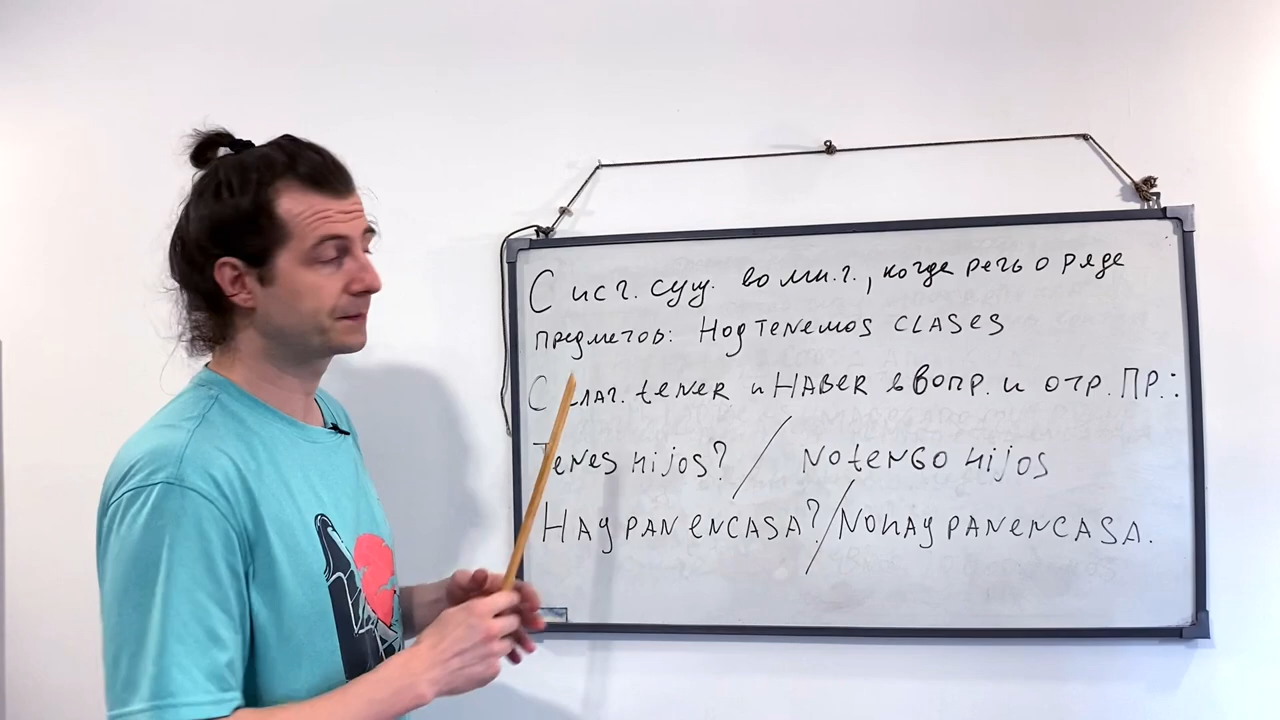 С исч. сущ. во мн.ч., когда речь о ряде
предметов: Hoy tenemos clases
С глаг. tener и Haber в вопр. и отр. Пр.:
Tenes hijos? / No tengo hijos
Hay pan en casa? / No hay pan en casa.